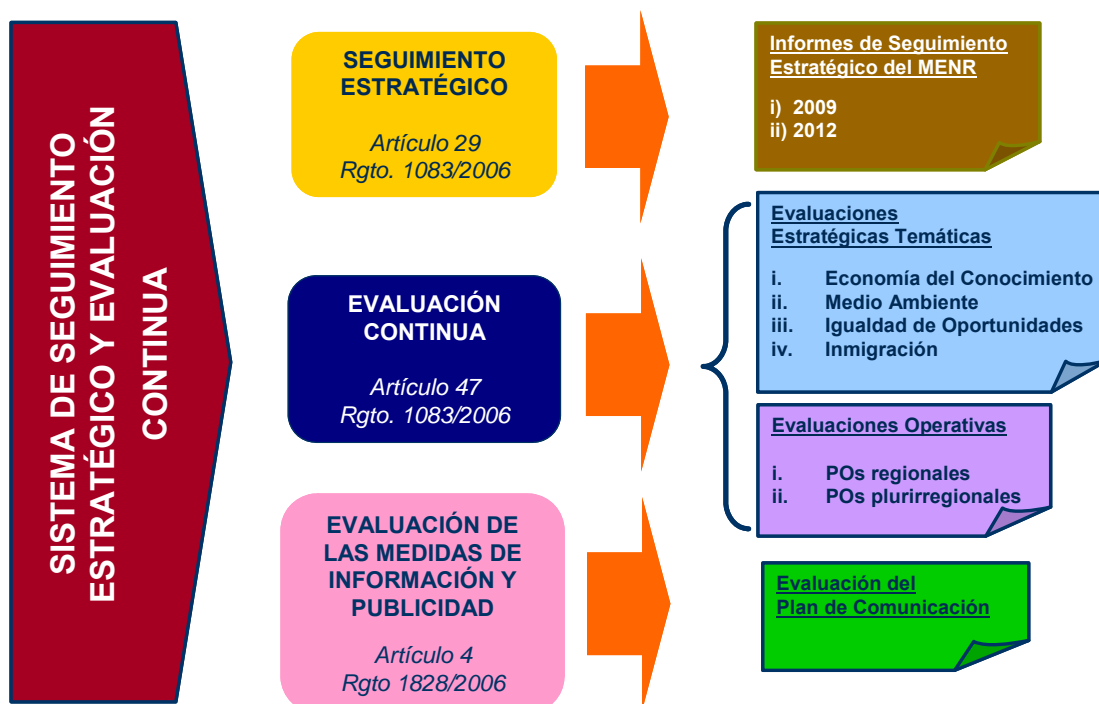 SISTEMA DE SEGUIMIENTO
ESTRATÉGICO Y EVALUACIÓN
CONTINUA
SEGUIMIENTO
ESTRATÉGICO
Artículo 29
Rgto. 1083/2006
Informes de Seguimiento
Estratégico del MENR
i) 2009
ii) 2012
EVALUACIÓN
CONTINUA
Artículo 47
Rgto. 1083/2006
Evaluaciones
Estratégicas Temáticas
i. Economía del Conocimiento
ii. Medio Ambiente
iii. Igualdad de Oportunidades
iv. Inmigración
Evaluaciones Operativas
i. POs regionales
ii. POs plurirregionales
EVALUACIÓN DE
LAS MEDIDAS DE
INFORMACIÓN Y
PUBLICIDAD
Artículo 4
Rgto 1828/2006
Evaluación del
Plan de Comunicación